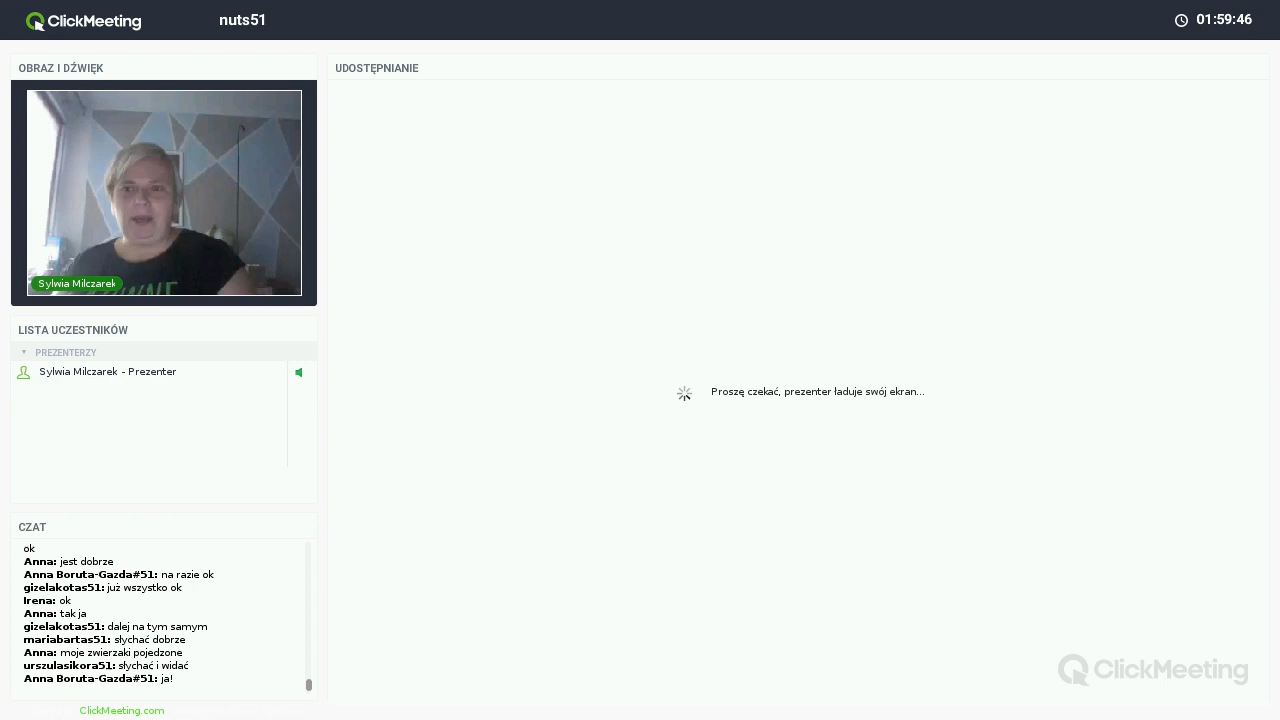 ClickMeeting
nuts51
01:59:46
OBRAZ I DŹWIĘK
UDOSTĘPNIANIE
Sylwia Milczarek
LISTA UCZESTNIKÓW
PREZENTERZY
Sylwia Milczarek - Prezenter
Proszę czekać, prezenter ładuje swój ekran...
CZAT
ok
Anna: jest dobrze
Anna Boruta-Gazda#51: na razie ok
gizelakotas51: już wszystko ok
Irena: ok
Anna: tak ja
gizelakotas51: dalej na tym samym
mariabartas51: słychać dobrze
Anna: moje zwierzaki pojedzone
urszulasikora51: słychać i widać
Anna Boruta-Gazda#51: ja!
ClickMeeting
ClickMeeting.com